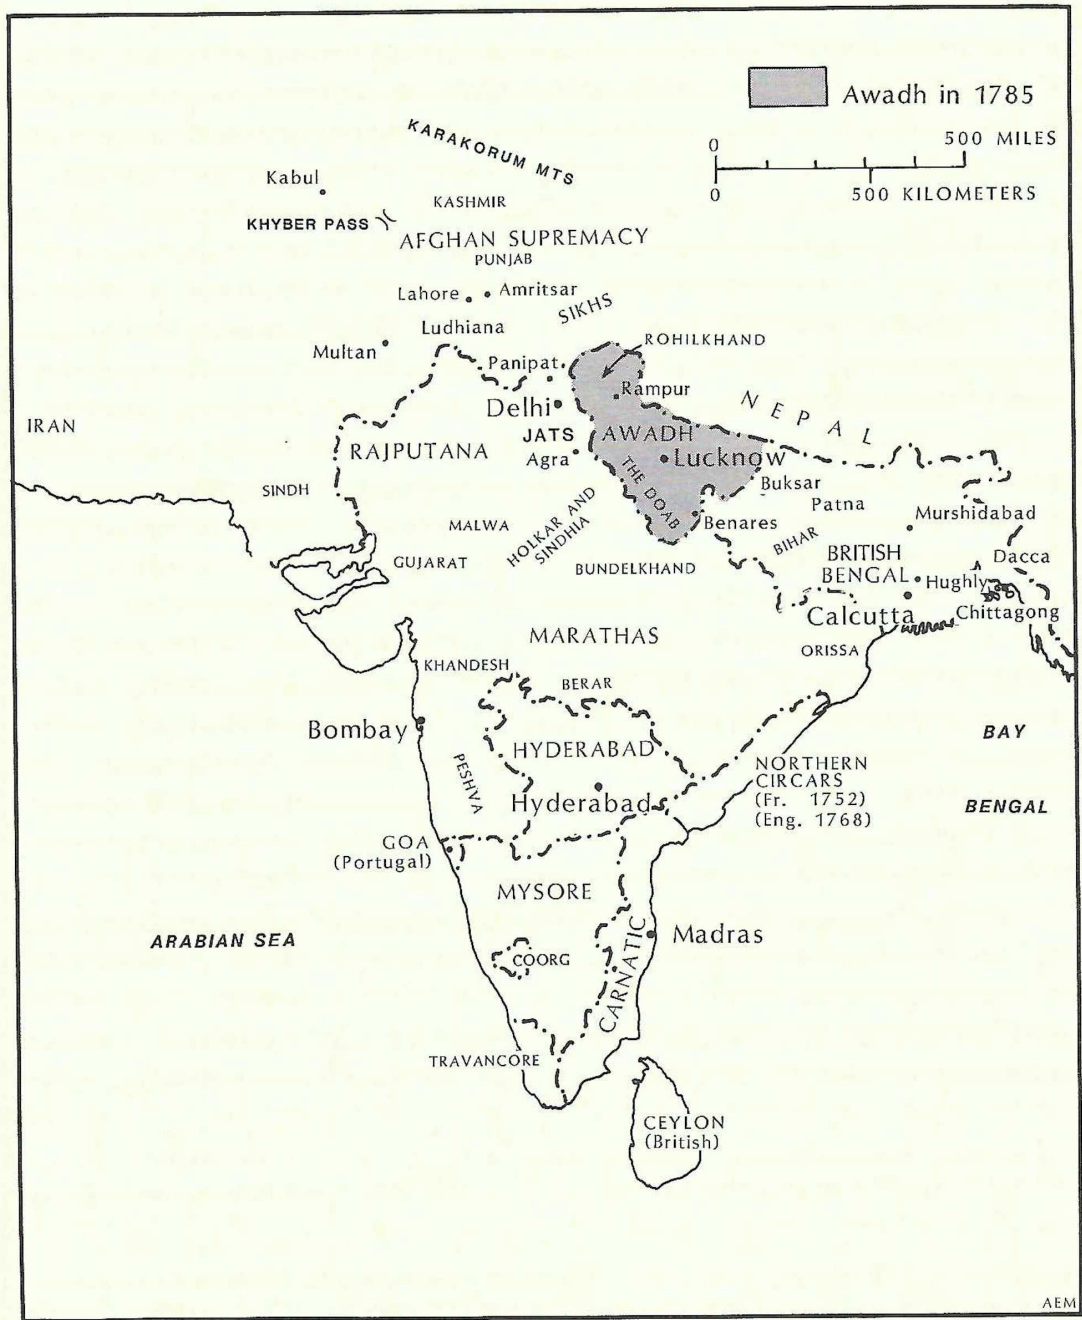 Awadh in 1785
0 500 MILES
0 500 KILOMETERS
KARAKORUM MTS
Kabul
KASHMIR
KHYBER PASS
AFGHAN SUPREMACY
PUNJAB
Lahore
Amritsar
SIKHS
Ludhiana
Multan
ROHILKHAND
Panipat
Rampur
Delhi
NEPAL
IRAN
JATS
AWADH
RAJPUTANA
Agra
Lucknow
THE DOAB
SINDH
Buksar
Patna
MALWA
HOLKAR AND
SINDHIA
Benares
Murshidabad
BIHAR
GUJARAT
BUNDELKHAND
BRITISH
BENGAL
Dacca
Hughly
Calcutta
Chittagong
MARATHAS
ORISSA
KHANDESH
BERAR
Bombay
HYDERABAD
BAY
PESHVA
NORTHERN
CIRCARS
(Fr. 1752)
(Eng. 1768)
Hyderabad
BENGAL
GOA
(Portugal)
MYSORE
ARABIAN SEA
CARNATIC
Madras
COORG
TRAVANCORE
CEYLON
(British)
AEM